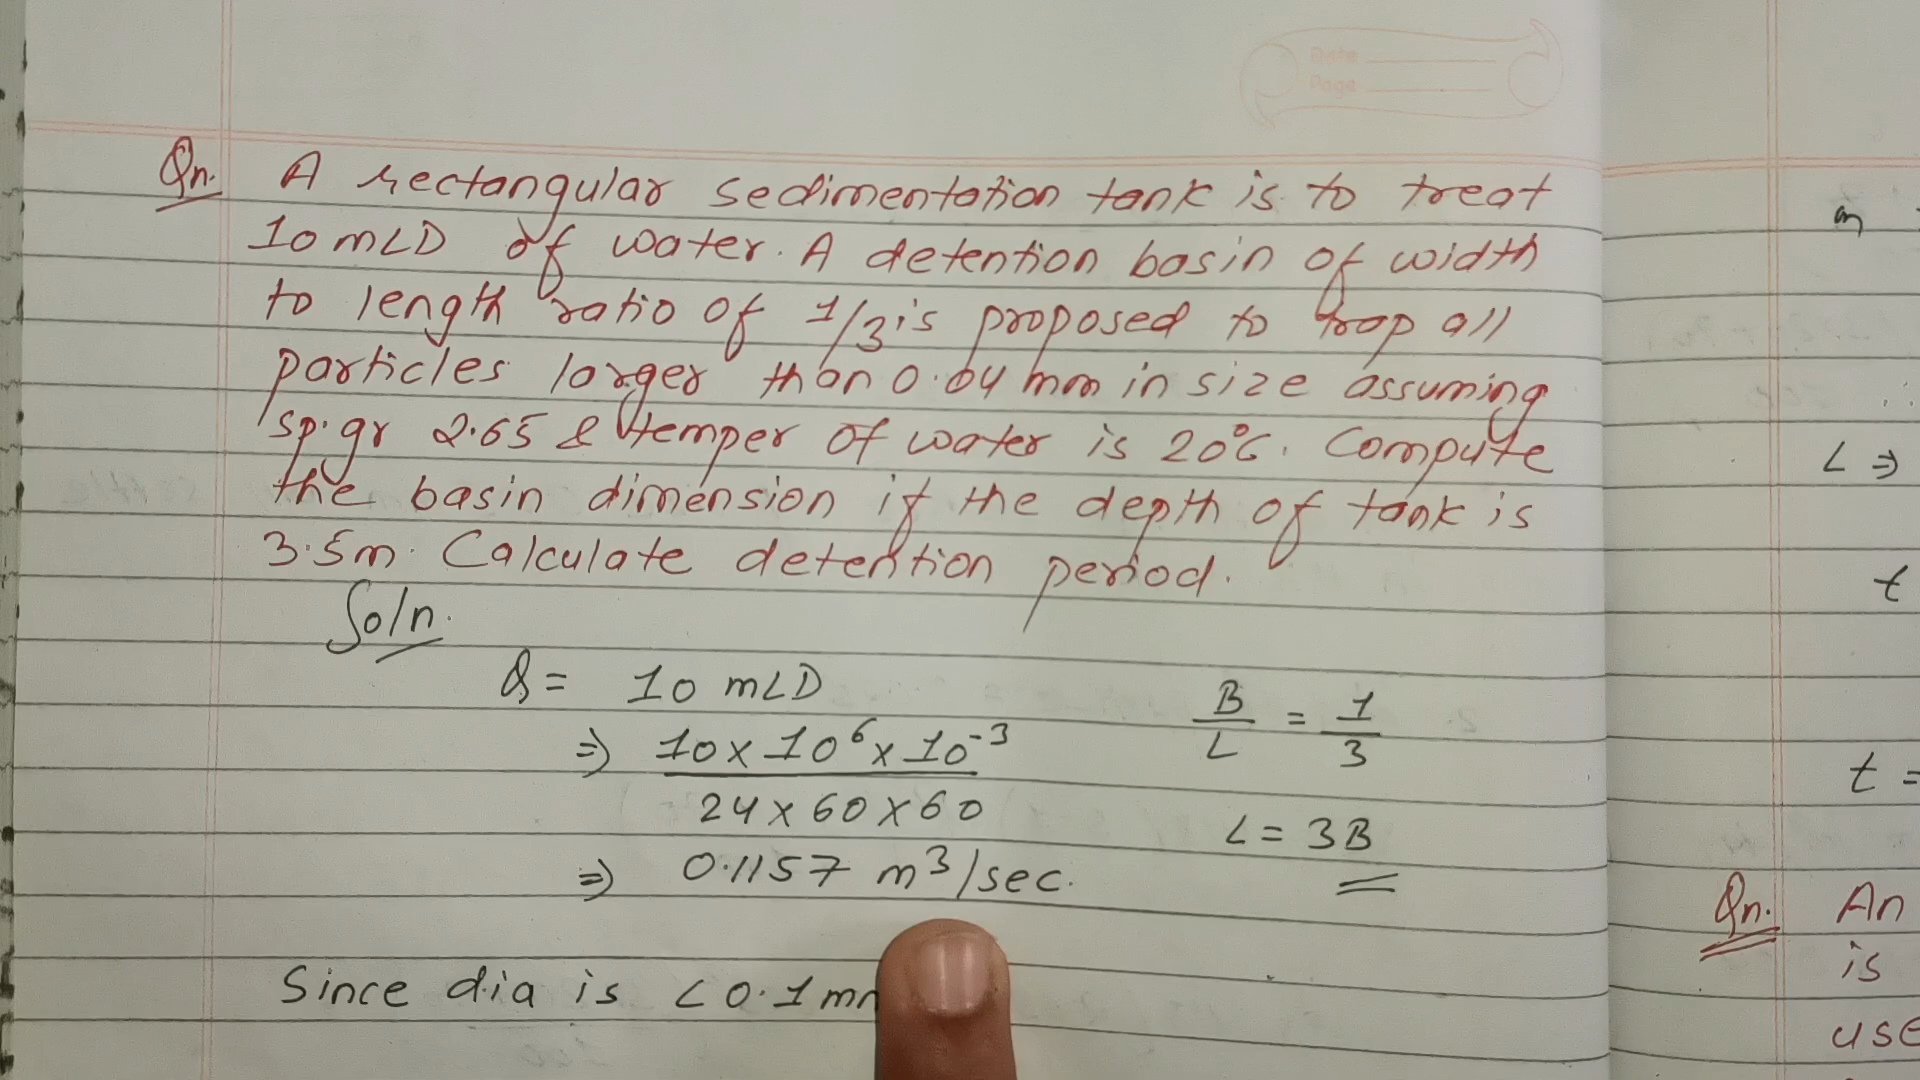 Date
Page
Qn. A rectangular sedimentation tank is to treat
10 MLD of water. A detention basin of width
to length ratio of 1/3 is proposed to trap all
particles larger than 0.04 mm in size assuming
sp.gr 2.65 & temper of water is 20°C. Compute
the basin dimension if the depth of tank is
3.5m. Calculate detention period.
Soln.
Q = 10 MLD
⇒ 10 x 10⁶ x 10⁻³
24 x 60 x 60
⇒ 0.1157 m³/sec.
B/L = 1/3
L = 3B
Since dia is < 0.1 m
L ⇒
t
t =
Qn. An
is
use